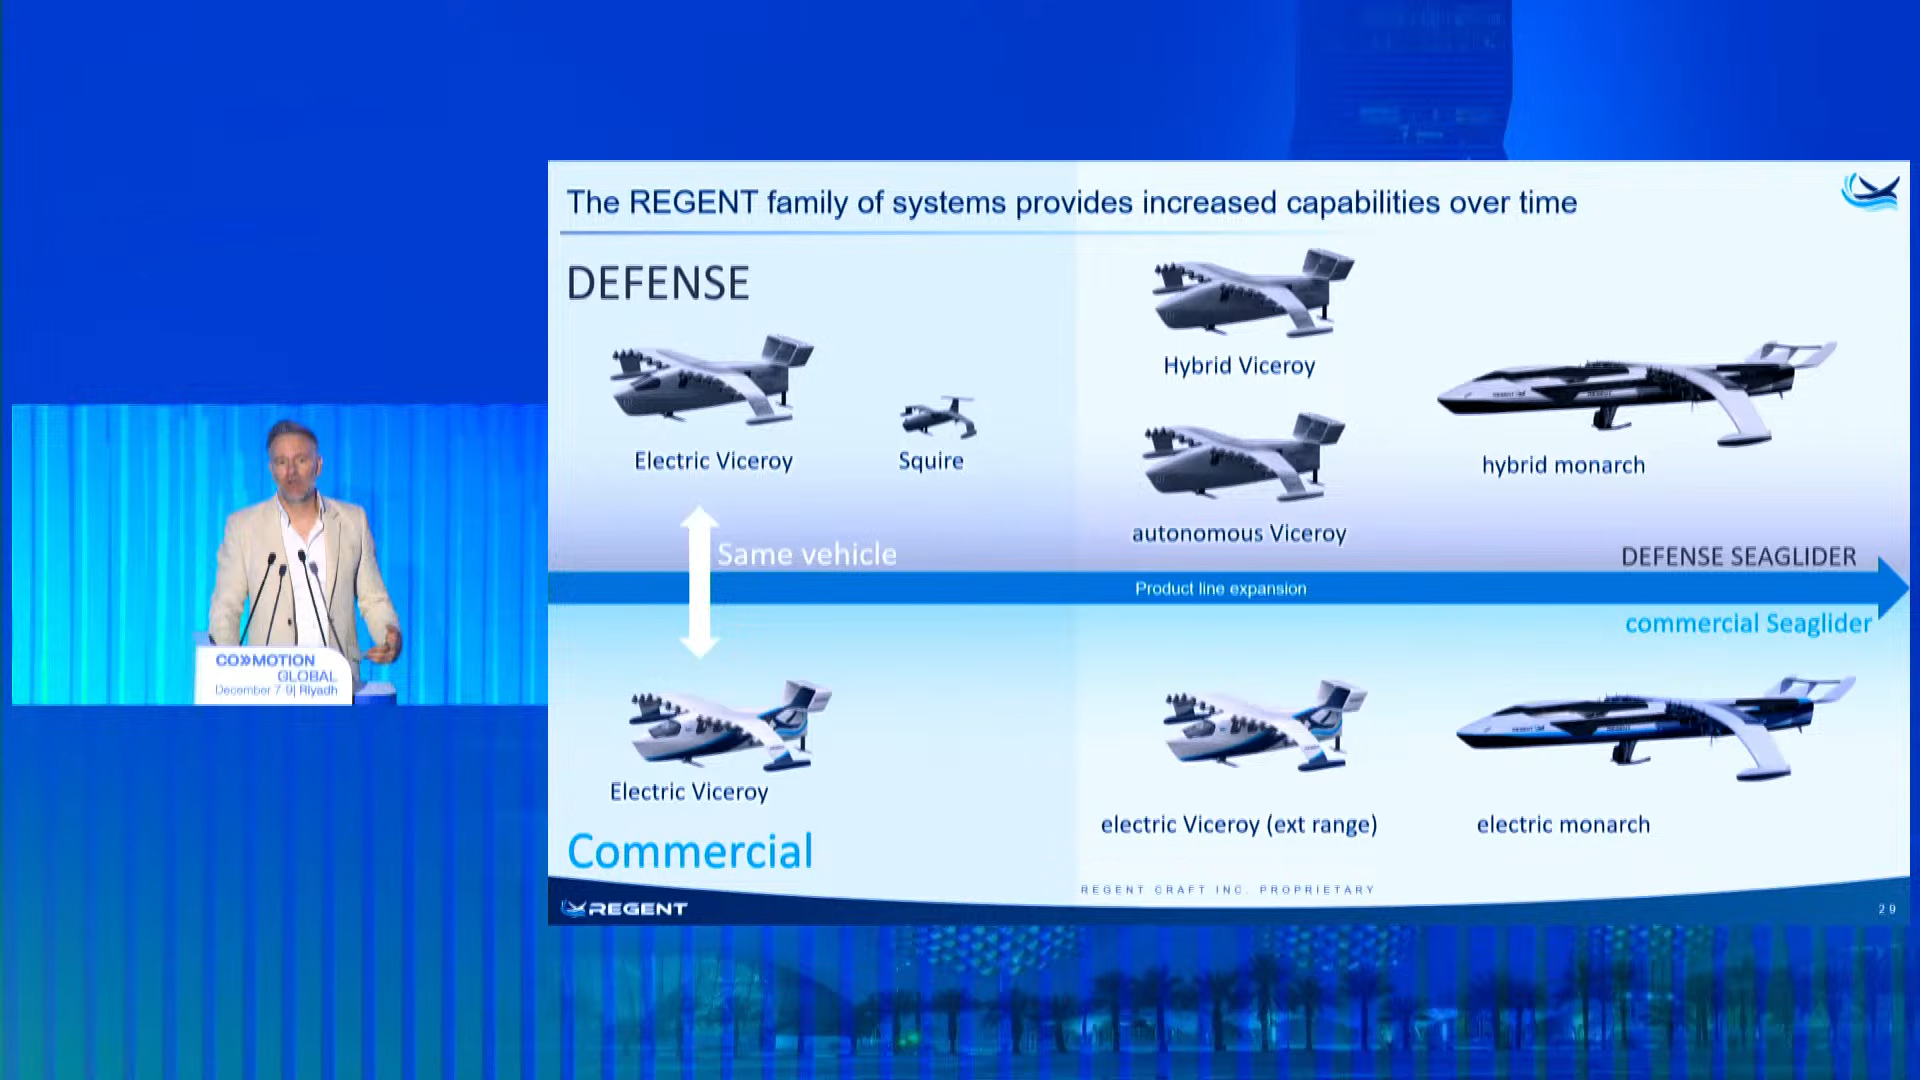 The REGENT family of systems provides increased capabilities over time
DEFENSE
Electric Viceroy
Squire
Hybrid Viceroy
autonomous Viceroy
hybrid monarch
Same vehicle
DEFENSE SEAGLIDER
Product line expansion
commercial Seaglider
Electric Viceroy
electric Viceroy (ext range)
electric monarch
Commercial
REGENT CRAFT INC. PROPRIETARY
REGENT
29
CO»MOTION
GLOBAL
December 7 9| Riyadh